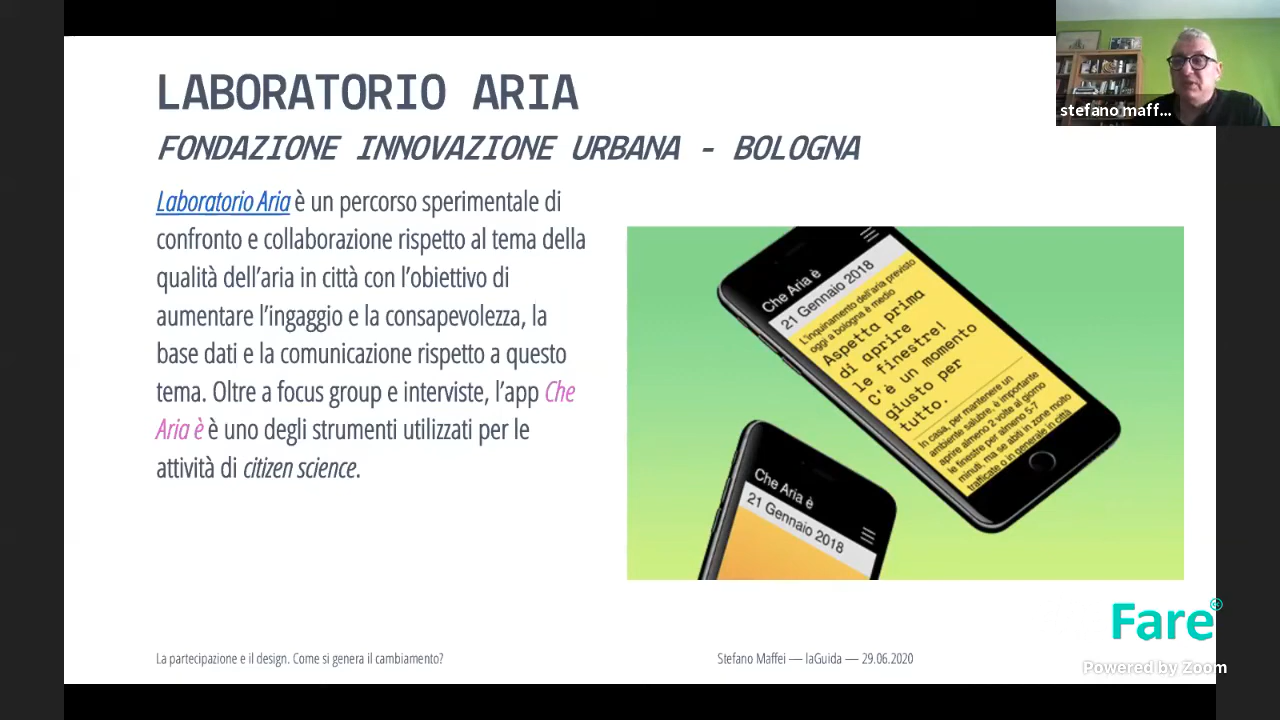 LABORATORIO ARIA
FONDAZIONE INNOVAZIONE URBANA - BOLOGNA
Laboratorio Aria è un percorso sperimentale di
confronto e collaborazione rispetto al tema della
qualità dell'aria in città con l'obiettivo di
aumentare l'ingaggio e la consapevolezza, la
base dati e la comunicazione rispetto a questo
tema. Oltre a focus group e interviste, l'app Che
Aria è è uno degli strumenti utilizzati per le
attività di citizen science.
Che Aria è
21 Gennaio 2018
L'inquinamento dell'aria previsto
oggi a bologna è medio
Aspetta prima
di aprire
le finestre!
C'è un momento
giusto per
tutto.
In casa, per mantenere un
ambiente salubre, è importante
aprire almeno 2 volte al giorno
le finestre per almeno 5-7
minuti, ma se abiti in zone molto
trafficate o in generale in città
Che Aria è
21 Gennaio 2018
stefano maff...
Fare
Powered by Zoom
La partecipazione e il design. Come si genera il cambiamento?
Stefano Maffei — laGuida — 29.06.2020